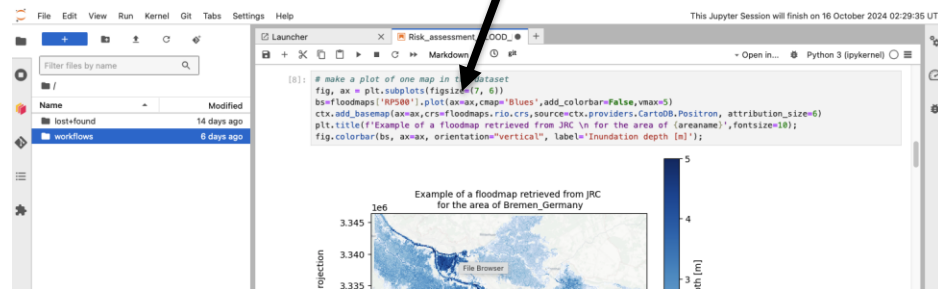 File Edit View Run Kernel Git Tabs Settings Help
This Jupyter Session will finish on 16 October 2024 02:29:35 UT
Filter files by name
/
Name Modified
lost+found 14 days ago
workflows 6 days ago
Launcher
Risk_assessment_ LOOD_
Markdown
Open in... Python 3 (ipykernel)
[8]: # make a plot of one map in the dataset
fig, ax = plt.subplots(figsize=(7, 6))
bs=floodmaps['RP500'].plot(ax=ax,cmap='Blues',add_colorbar=False,vmax=5)
ctx.add_basemap(ax=ax,crs=floodmaps.rio.crs,source=ctx.providers.CartoDB.Positron, attribution_size=6)
plt.title(f'Example of a floodmap retrieved from JRC \n for the area of {areaname}',fontsize=10);
fig.colorbar(bs, ax=ax, orientation="vertical", label='Inundation depth [m]');
Example of a floodmap retrieved from JRC
for the area of Bremen_Germany
1e6
3.345
3.340
3.335
rojection
File Browser
5
4
3
th [m]